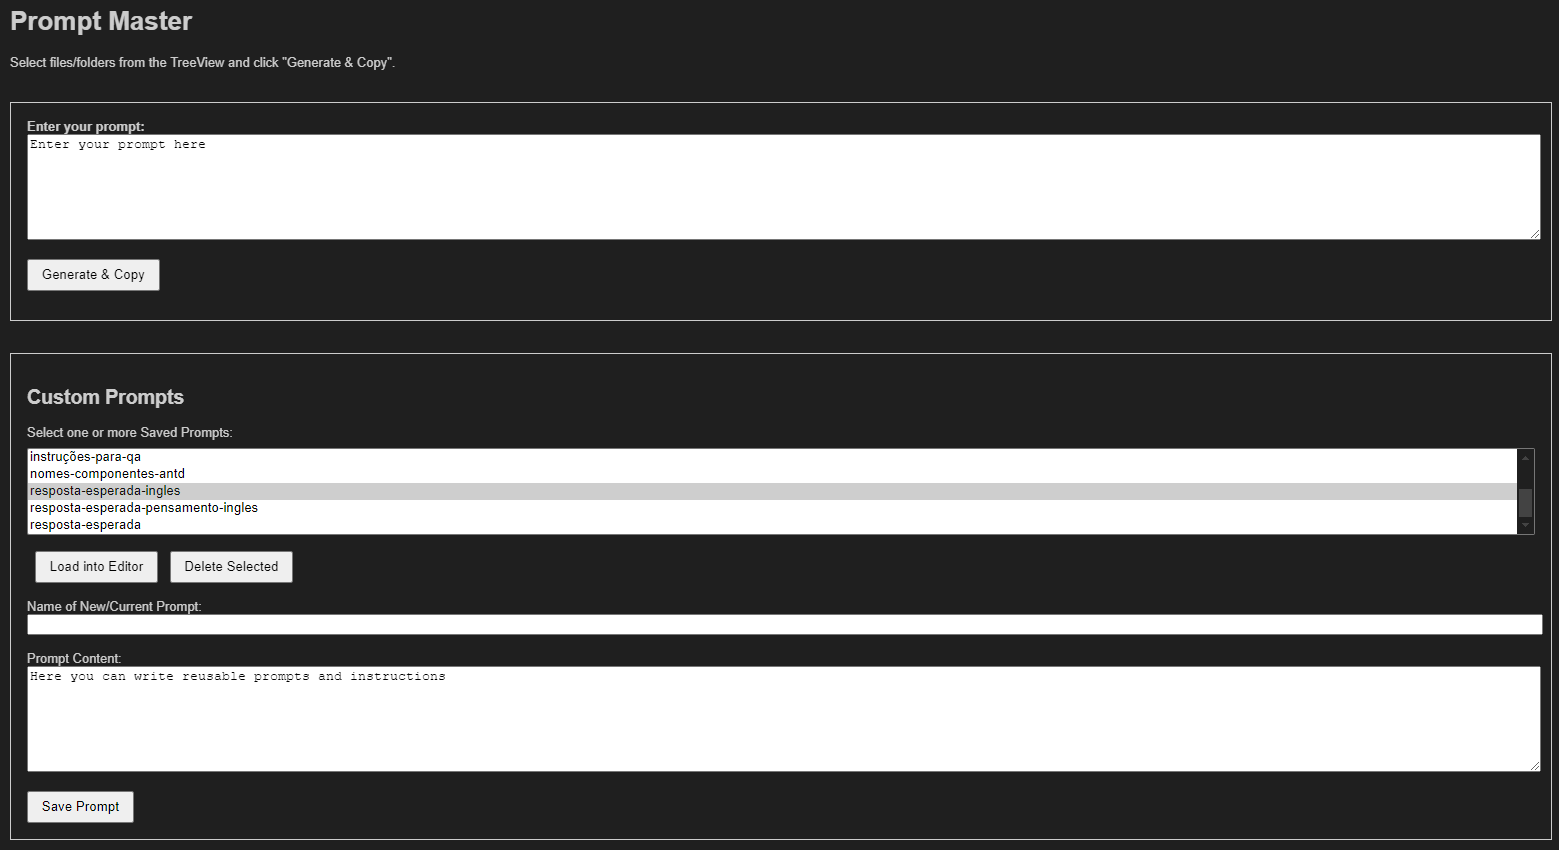 Prompt Master
Select files/folders from the TreeView and click "Generate & Copy".
Enter your prompt:
Enter your prompt here
Generate & Copy
Custom Prompts
Select one or more Saved Prompts:
instruções-para-qa
nomes-componentes-antd
resposta-esperada-ingles
resposta-esperada-pensamento-ingles
resposta-esperada
Load into Editor Delete Selected
Name of New/Current Prompt:
Prompt Content:
Here you can write reusable prompts and instructions
Save Prompt